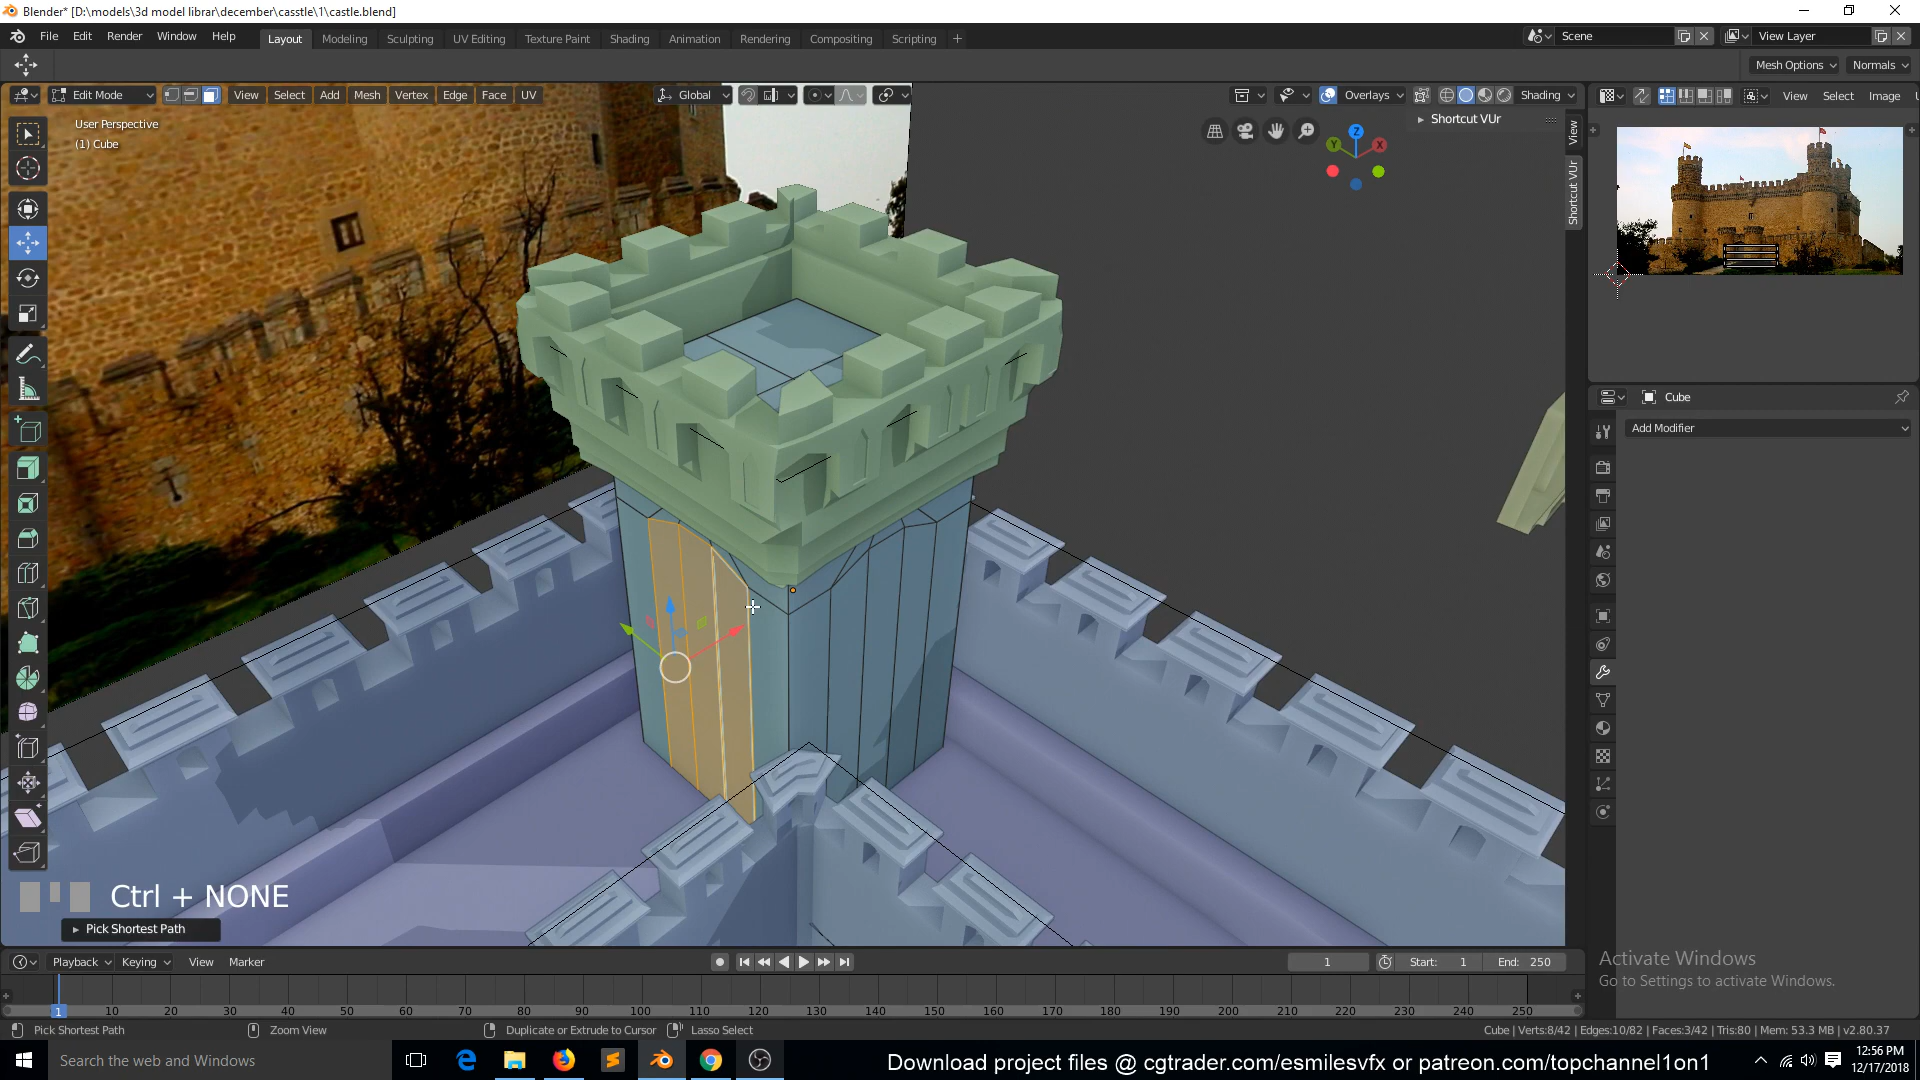 Blender* [D:\models\3d model librar\december\casstle\1\castle.blend]
File Edit Render Window Help Layout Modeling Sculpting UV Editing Texture Paint Shading Animation Rendering Compositing Scripting Scene View Layer
Mesh Options Normals
Edit Mode View Select Add Mesh Vertex Edge Face UV Global Overlays Shading View Select Image
User Perspective
(1) Cube
Shortcut VUr
View
Shortcut VUr
Z
Y
X
Cube
Add Modifier
Ctrl + NONE
Pick Shortest Path
Activate Windows
Go to Settings to activate Windows.
Playback Keying View Marker 1 Start: 1 End: 250
1 10 20 30 40 50 60 70 80 90 100 110 120 130 140 150 160 170 180 190 200 210 220 230 240 250
Pick Shortest Path Zoom View Duplicate or Extrude to Cursor Lasso Select Cube | Verts:8/42 | Edges:10/82 | Faces:3/42 | Tris:80 | Mem: 53.3 MB | v2.80.37
Search the web and Windows
Download project files @ cgtrader.com/esmilesvfx or patreon.com/topchannel1on1
12:56 PM
12/17/2018